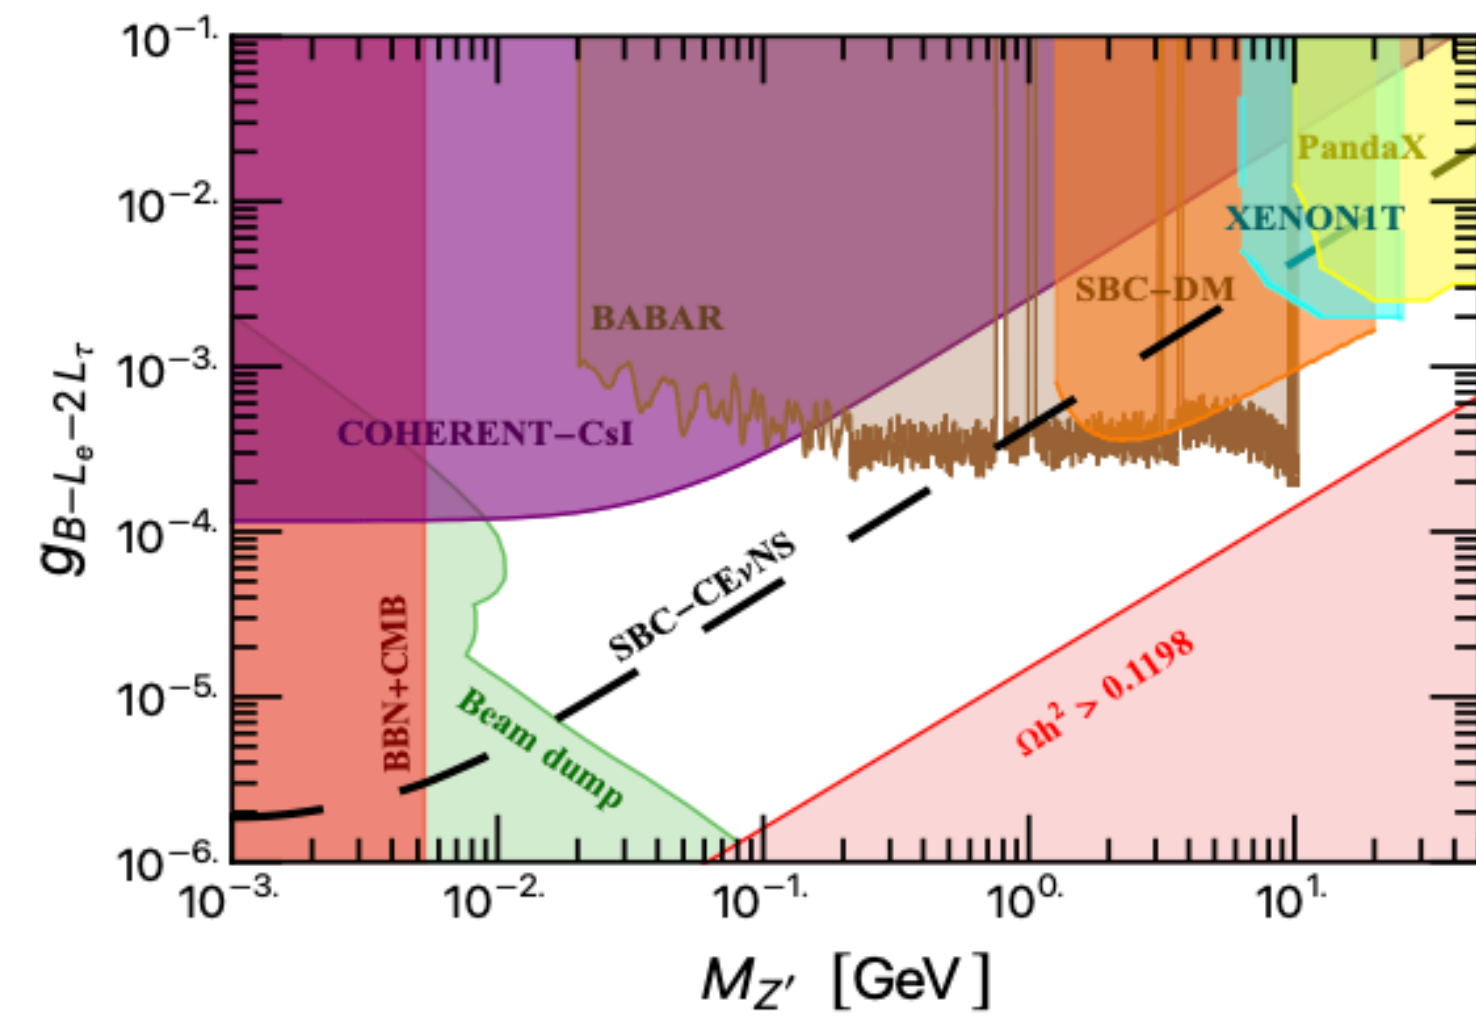 10⁻¹·
10⁻²·
10⁻³·
10⁻⁴·
10⁻⁵·
10⁻⁶·
g_{B−L_e−2L_τ}
PandaX
XENON1T
SBC−DM
BABAR
COHERENT−CsI
SBC−CEνNS
BBN+CMB
Beam dump
Ωh² > 0.1198
10⁻³· 10⁻²· 10⁻¹· 10⁰· 10¹·
M_{Z′} [GeV]